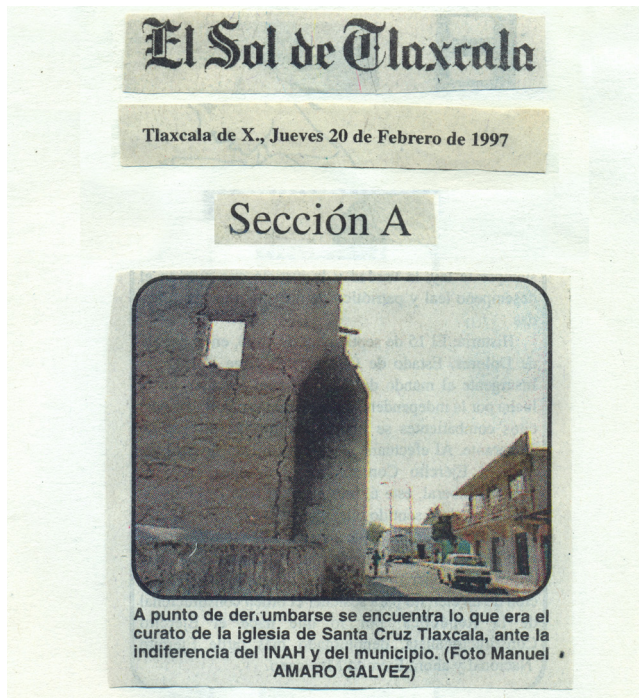 El Sol de Tlaxcala
Tlaxcala de X., Jueves 20 de Febrero de 1997
Sección A
A punto de derrumbarse se encuentra lo que era el
curato de la iglesia de Santa Cruz Tlaxcala, ante la
indiferencia del INAH y del municipio. (Foto Manuel
AMARO GALVEZ)